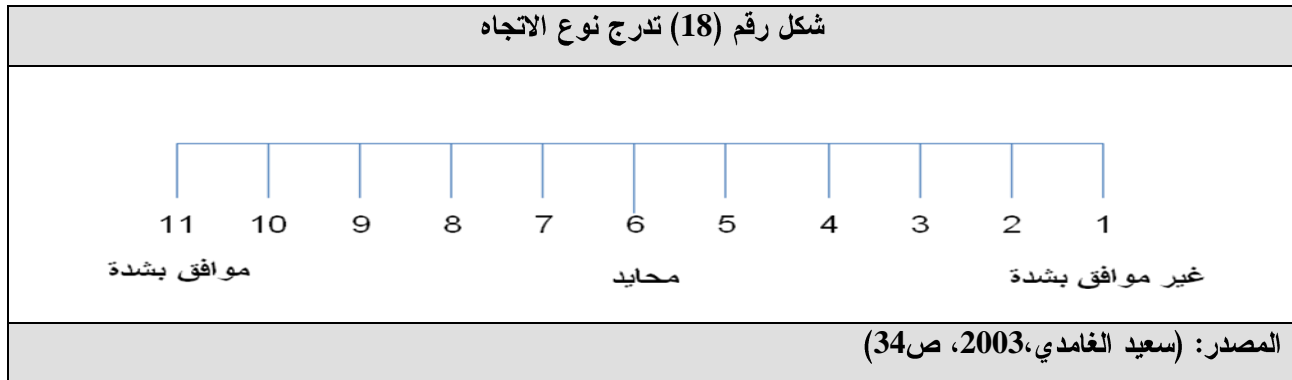 شكل رقم (18) تدرج نوع الاتجاه
1 2 3 4 5 6 7 8 9 10 11
غير موافق بشدة محايد موافق بشدة
المصدر: (سعيد الغامدي،2003، ص34)